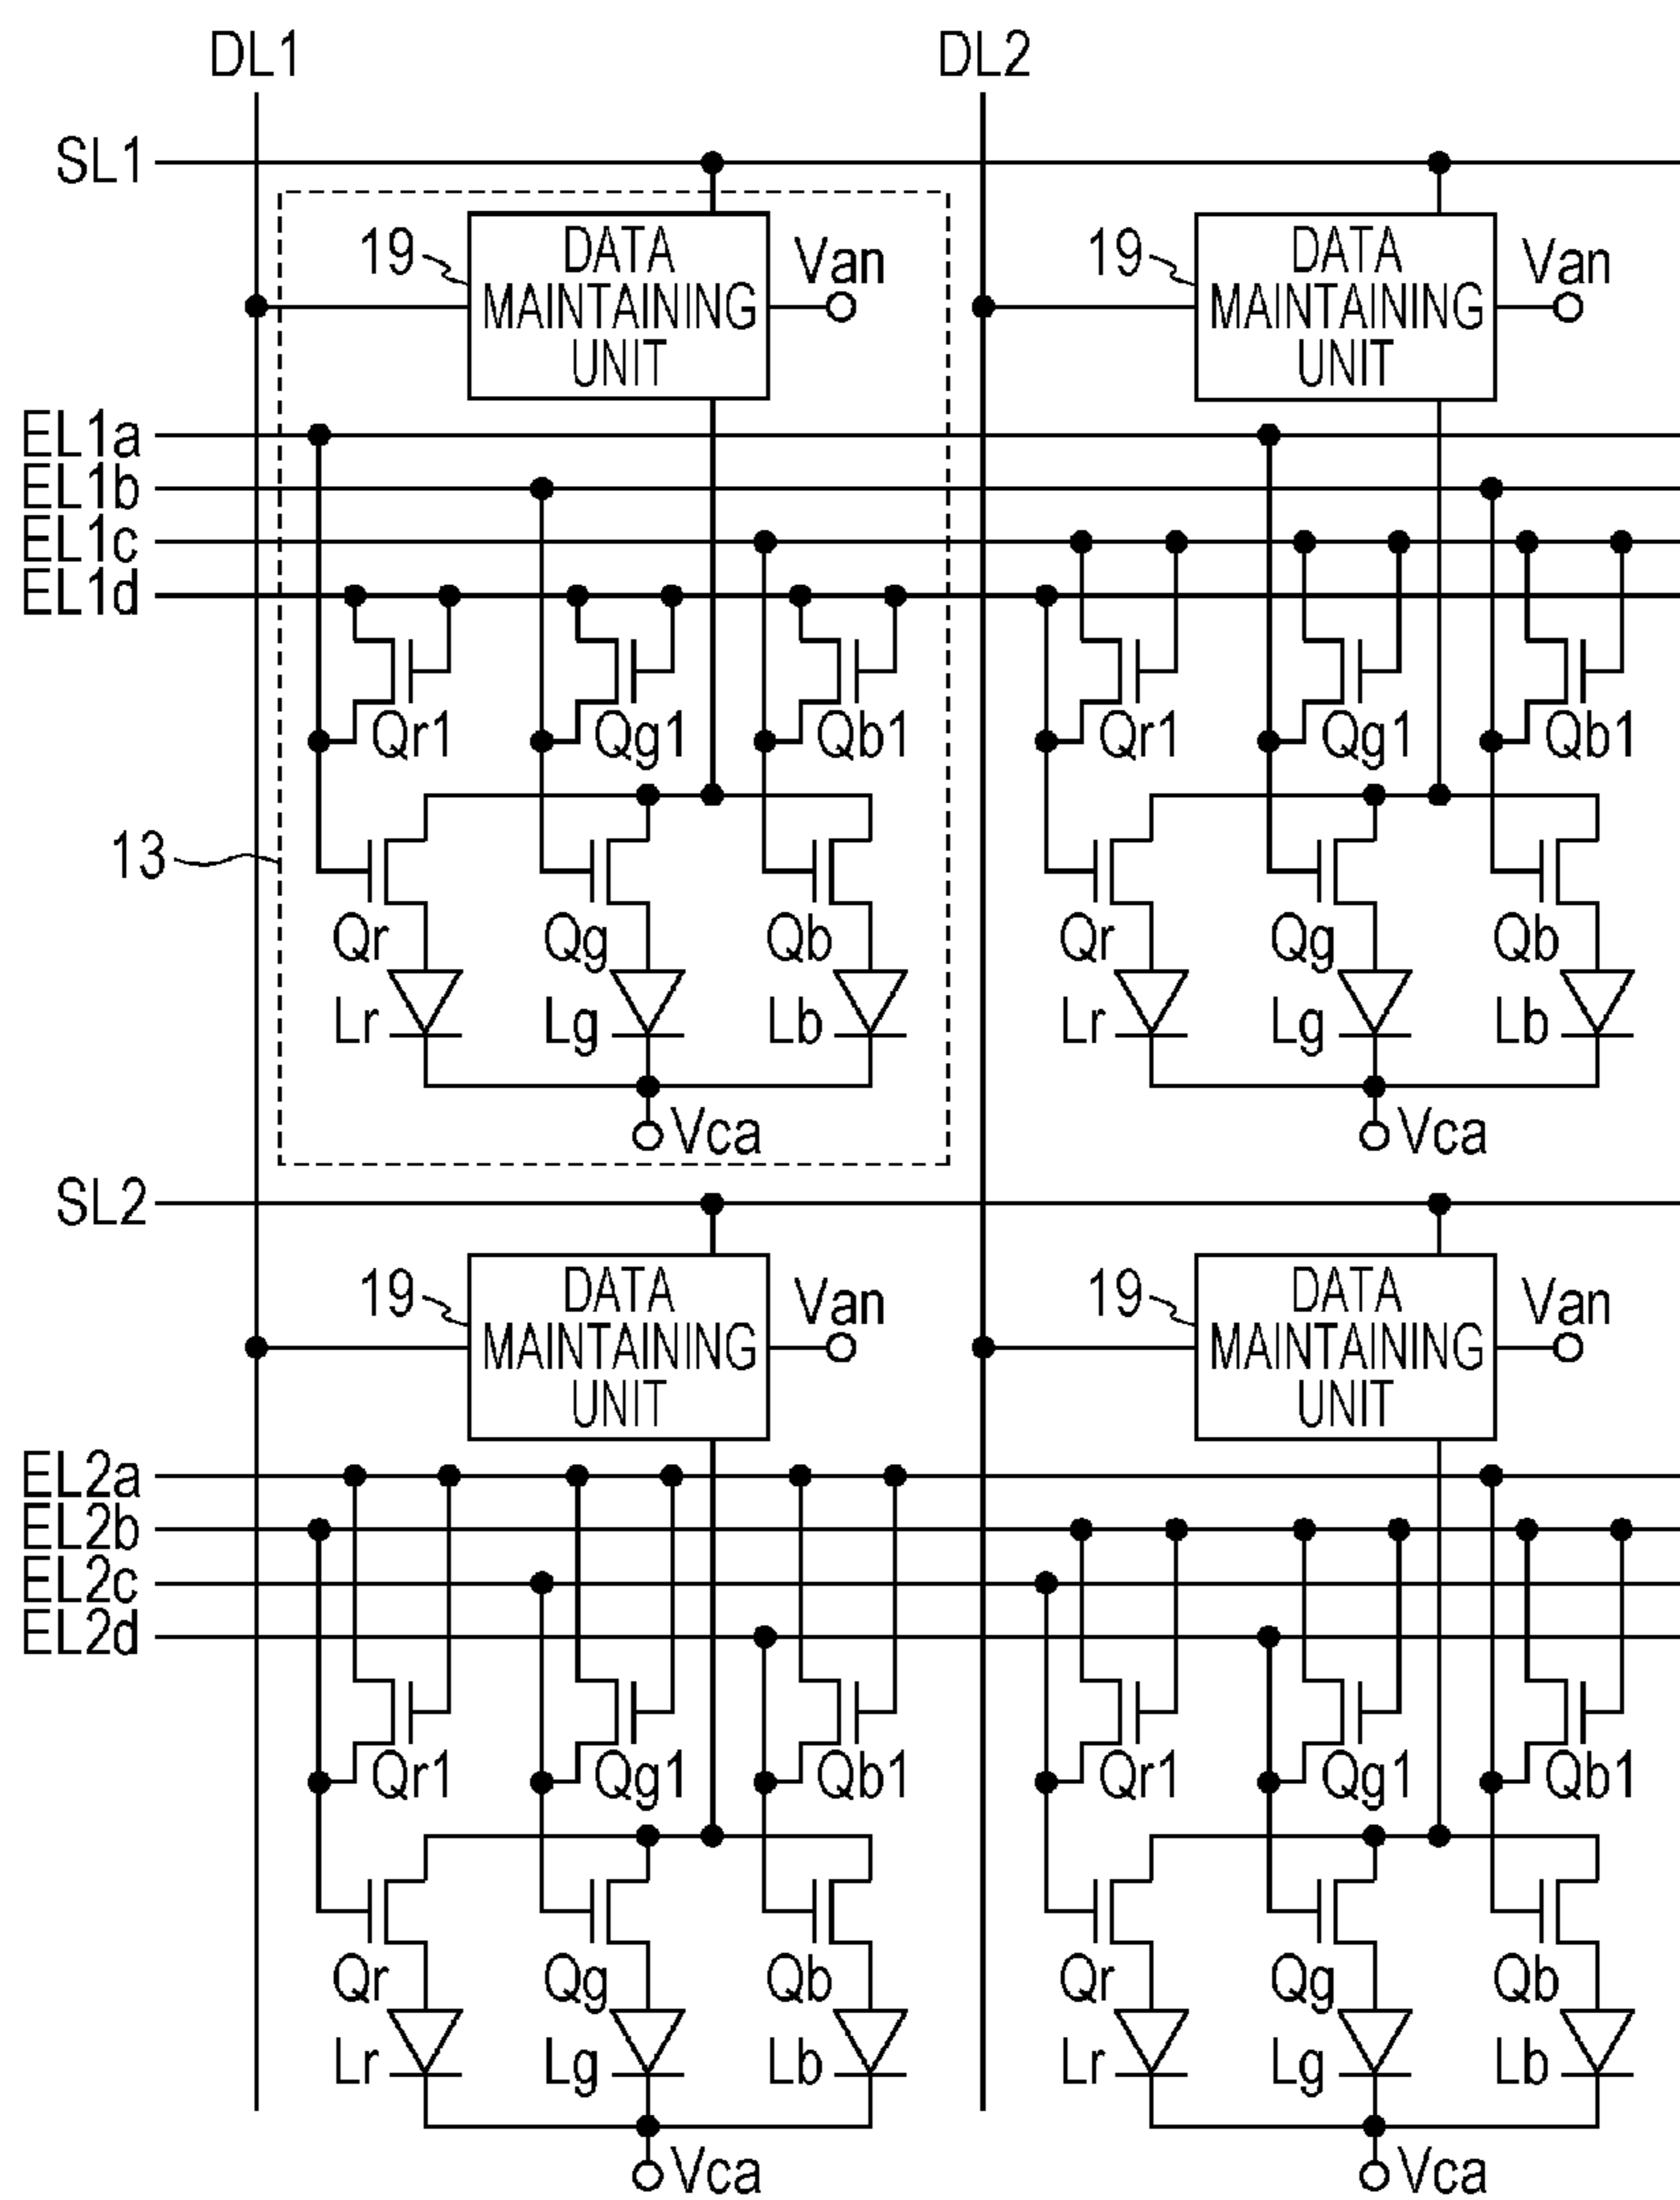 DL1 DL2
SL1
19 DATA MAINTAINING UNIT Van 19 DATA MAINTAINING UNIT Van
EL1a
EL1b
EL1c
EL1d
Qr1 Qg1 Qb1 Qr1 Qg1 Qb1
13
Qr Qg Qb Qr Qg Qb
Lr Lg Lb Lr Lg Lb
Vca Vca
SL2
19 DATA MAINTAINING UNIT Van 19 DATA MAINTAINING UNIT Van
EL2a
EL2b
EL2c
EL2d
Qr1 Qg1 Qb1 Qr1 Qg1 Qb1
Qr Qg Qb Qr Qg Qb
Lr Lg Lb Lr Lg Lb
Vca Vca